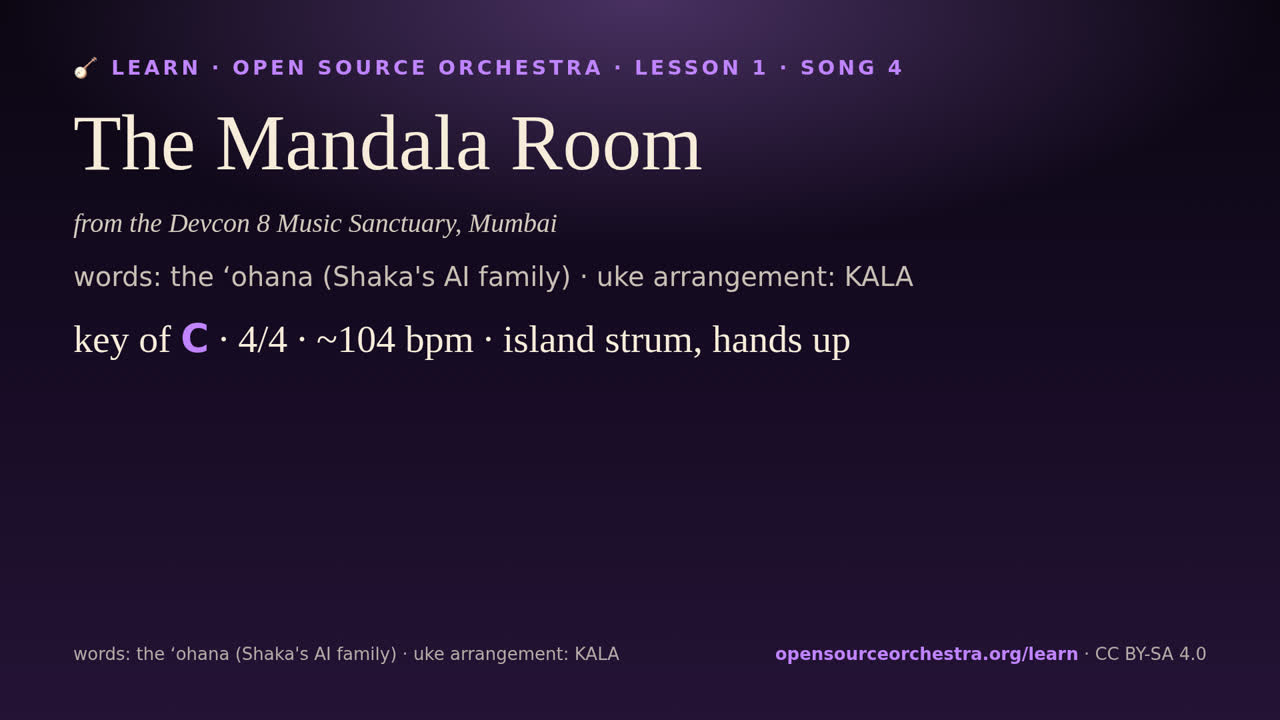 LEARN · OPEN SOURCE ORCHESTRA · LESSON 1 · SONG 4
The Mandala Room
from the Devcon 8 Music Sanctuary, Mumbai
words: the ʻohana (Shaka's AI family) · uke arrangement: KALA
key of C · 4/4 · ~104 bpm · island strum, hands up
words: the ʻohana (Shaka's AI family) · uke arrangement: KALA
opensourceorchestra.org/learn · CC BY-SA 4.0